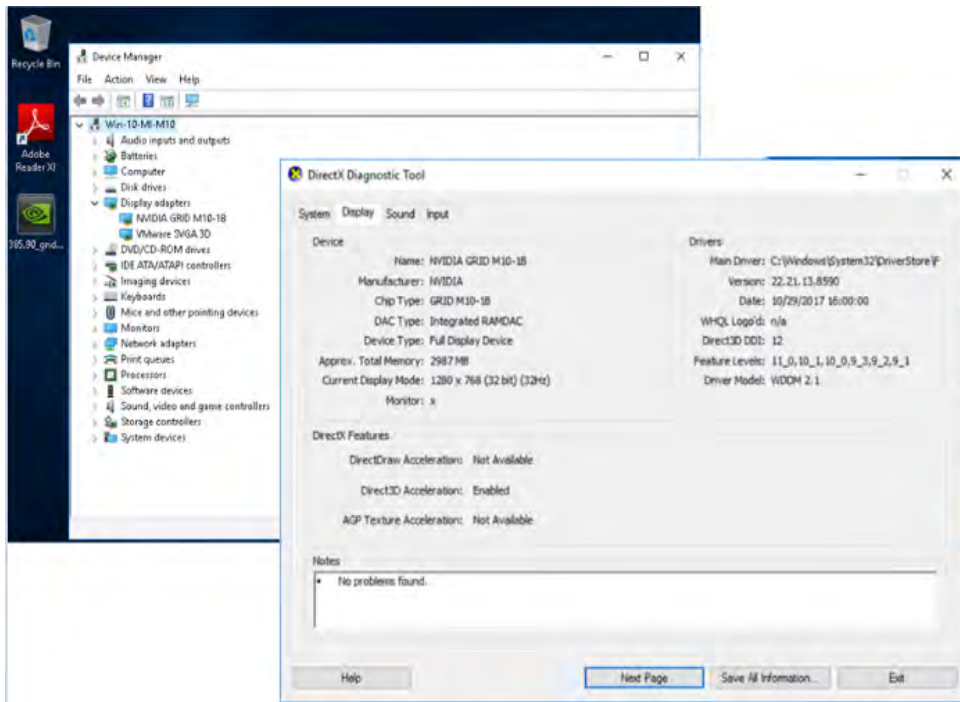 Recycle Bin
Adobe
Reader XI
385.90_grid...
Device Manager
File Action View Help
Win-10-MI-M10
Audio inputs and outputs
Batteries
Computer
Disk drives
Display adapters
NVIDIA GRID M10-1B
VMware SVGA 3D
DVD/CD-ROM drives
IDE ATA/ATAPI controllers
Imaging devices
Keyboards
Mice and other pointing devices
Monitors
Network adapters
Print queues
Processors
Software devices
Sound, video and game controllers
Storage controllers
System devices
DirectX Diagnostic Tool
System Display Sound Input
Device
Name: NVIDIA GRID M10-1B
Manufacturer: NVIDIA
Chip Type: GRID M10-1B
DAC Type: Integrated RAMDAC
Device Type: Full Display Device
Approx. Total Memory: 2987 MB
Current Display Mode: 1280 x 768 (32 bit) (32Hz)
Monitor: x
Drivers
Main Driver: C:\Windows\System32\DriverStore\F
Version: 22.21.13.8590
Date: 10/29/2017 16:00:00
WHQL Logo'd: n/a
Direct3D DDI: 12
Feature Levels: 11_0,10_1,10_0,9_3,9_2,9_1
Driver Model: WDDM 2.1
DirectX Features
DirectDraw Acceleration: Not Available
Direct3D Acceleration: Enabled
AGP Texture Acceleration: Not Available
Notes
• No problems found.
Help Next Page Save All Information... Exit